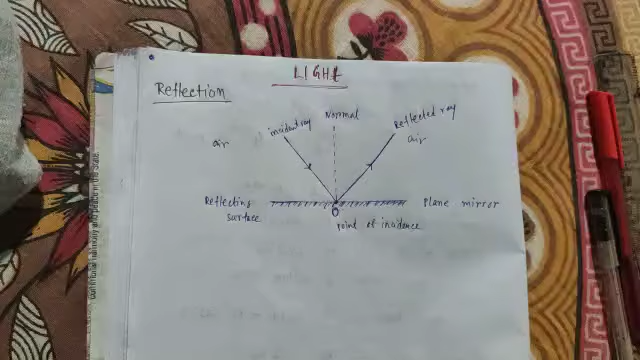 LIGHT
Reflection
Normal
incident ray
Reflected ray
air
air
Reflecting
surface
Plane mirror
O
point of incidence